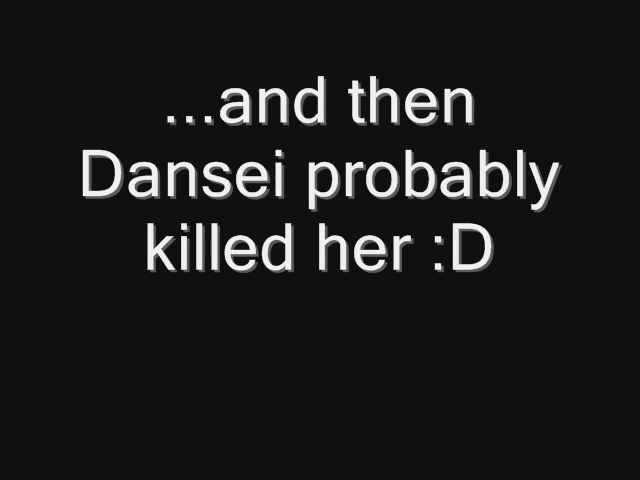 ...and then
Dansei probably
killed her :D